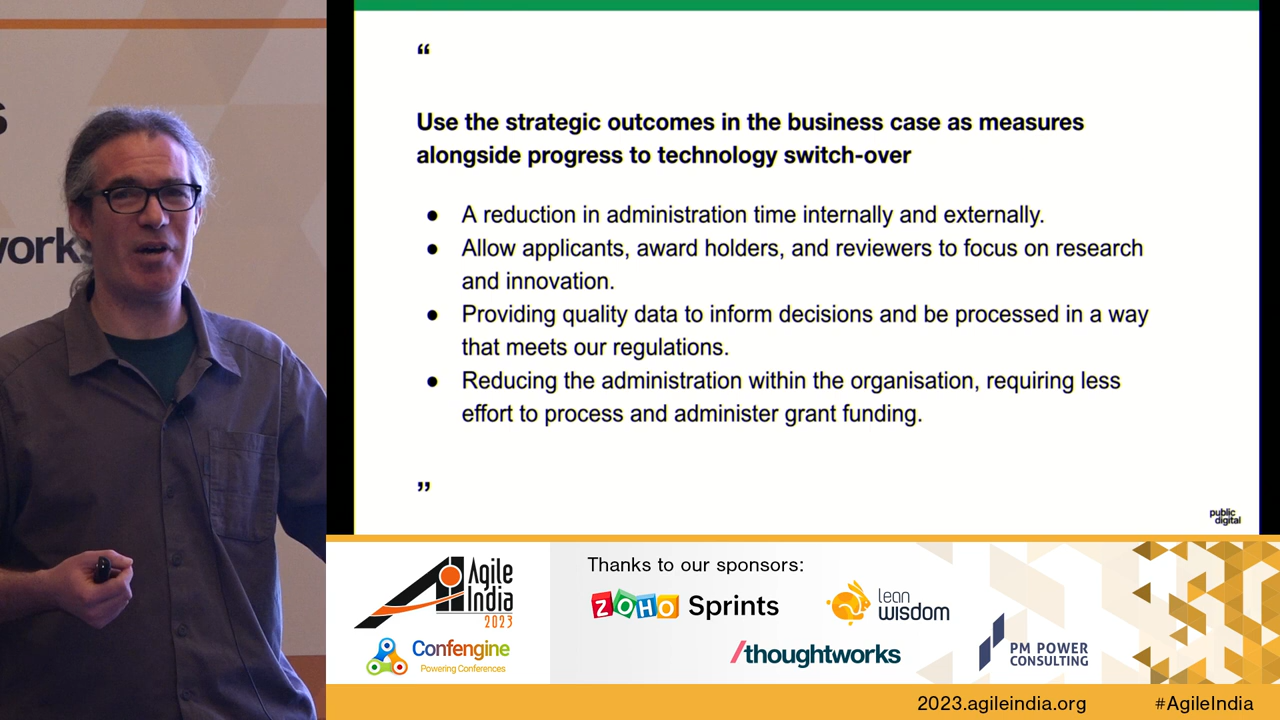 “
Use the strategic outcomes in the business case as measures
alongside progress to technology switch-over
● A reduction in administration time internally and externally.
● Allow applicants, award holders, and reviewers to focus on research
and innovation.
● Providing quality data to inform decisions and be processed in a way
that meets our regulations.
● Reducing the administration within the organisation, requiring less
effort to process and administer grant funding.
”
public
digital
Agile
India
2023
Confengine
Powering Conferences
Thanks to our sponsors:
ZOHO Sprints
lean
wisdom
/thoughtworks
PM POWER
CONSULTING
2023.agileindia.org #AgileIndia